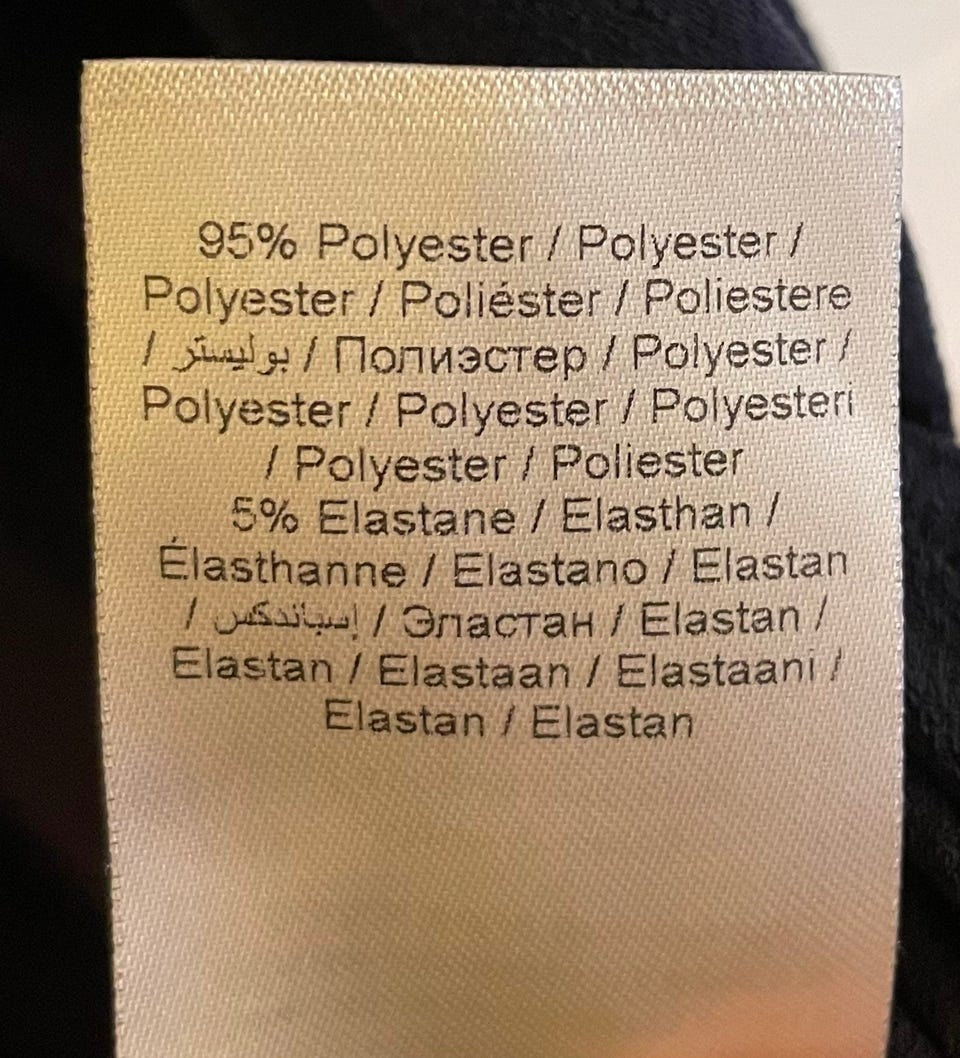 95% Polyester / Polyester /
Polyester / Poliéster / Poliestere
/ بوليستر / Полиэстер / Polyester /
Polyester / Polyester / Polyesteri
/ Polyester / Poliester
5% Elastane / Elasthan /
Élasthanne / Elastano / Elastan
/ إسباندكس / Эластан / Elastan /
Elastan / Elastaan / Elastaani /
Elastan / Elastan